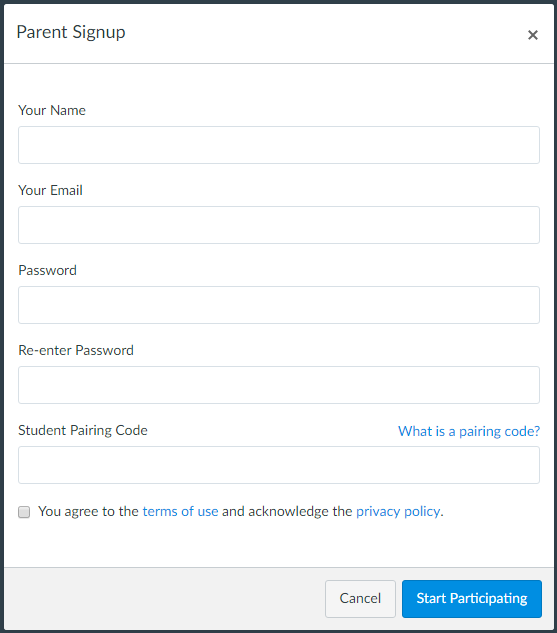 Parent Signup
×
Your Name
Your Email
Password
Re-enter Password
Student Pairing Code What is a pairing code?
You agree to the terms of use and acknowledge the privacy policy.
Cancel Start Participating